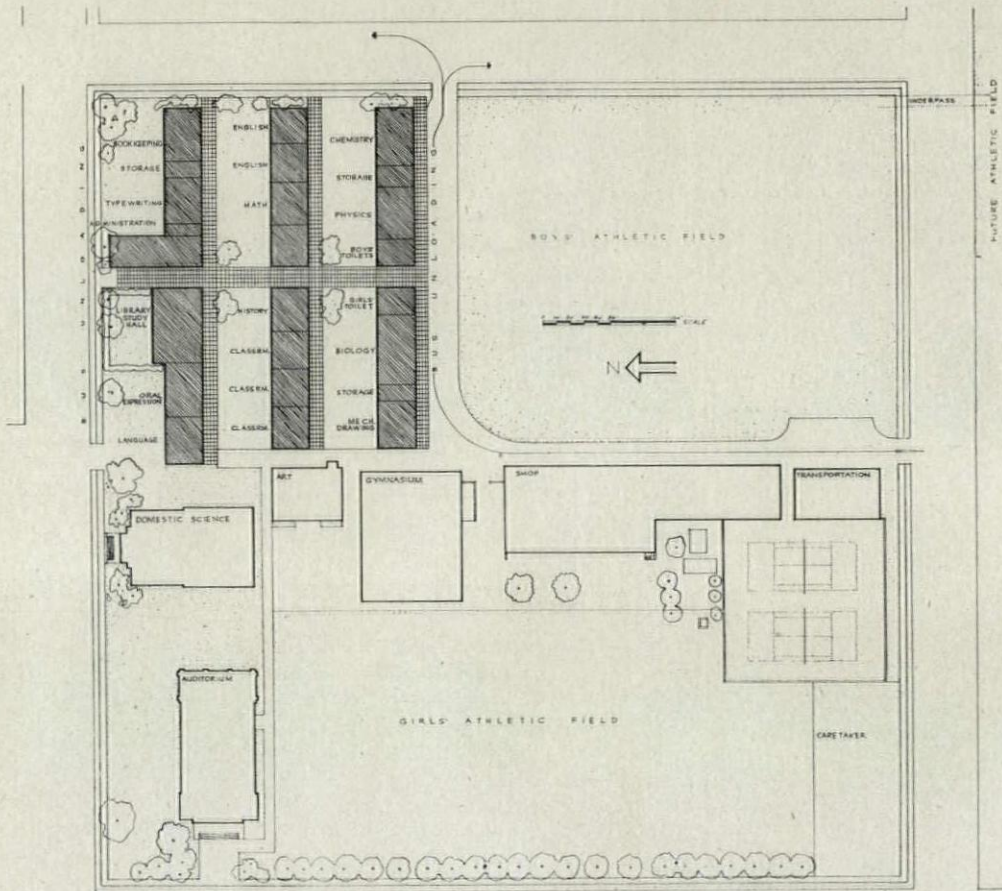 UNDERPASS
FUTURE ATHLETIC FIELD
BOOKKEEPING
STORAGE
TYPEWRITING
ADMINISTRATION
ENGLISH
ENGLISH
MATH
CHEMISTRY
STORAGE
PHYSICS
BOYS'
TOILETS
BUS UNLOADING
BUS UNLOADING
BOYS' ATHLETIC FIELD
SCALE
N
LIBRARY
STUDY
HALL
ORAL
EXPRESSION
LANGUAGE
HISTORY
CLASSRM.
CLASSRM.
CLASSRM.
GIRLS'
TOILET
BIOLOGY
STORAGE
MECH.
DRAWING
ART
GYMNASIUM
SHOP
TRANSPORTATION
DOMESTIC SCIENCE
AUDITORIUM
GIRLS' ATHLETIC FIELD
CARETAKER